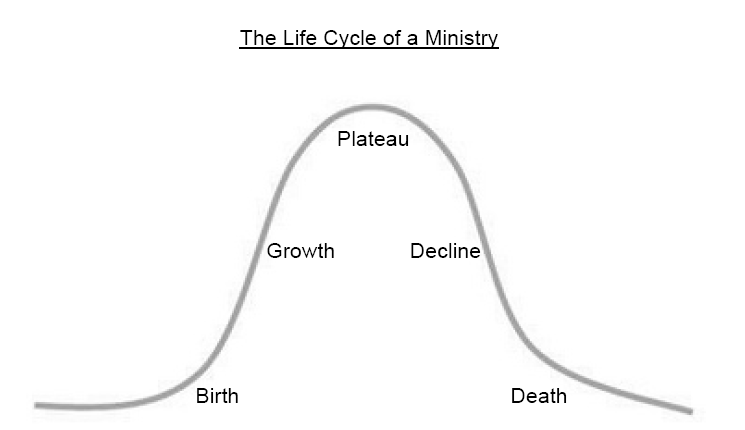 The Life Cycle of a Ministry
Plateau
Growth
Decline
Birth
Death